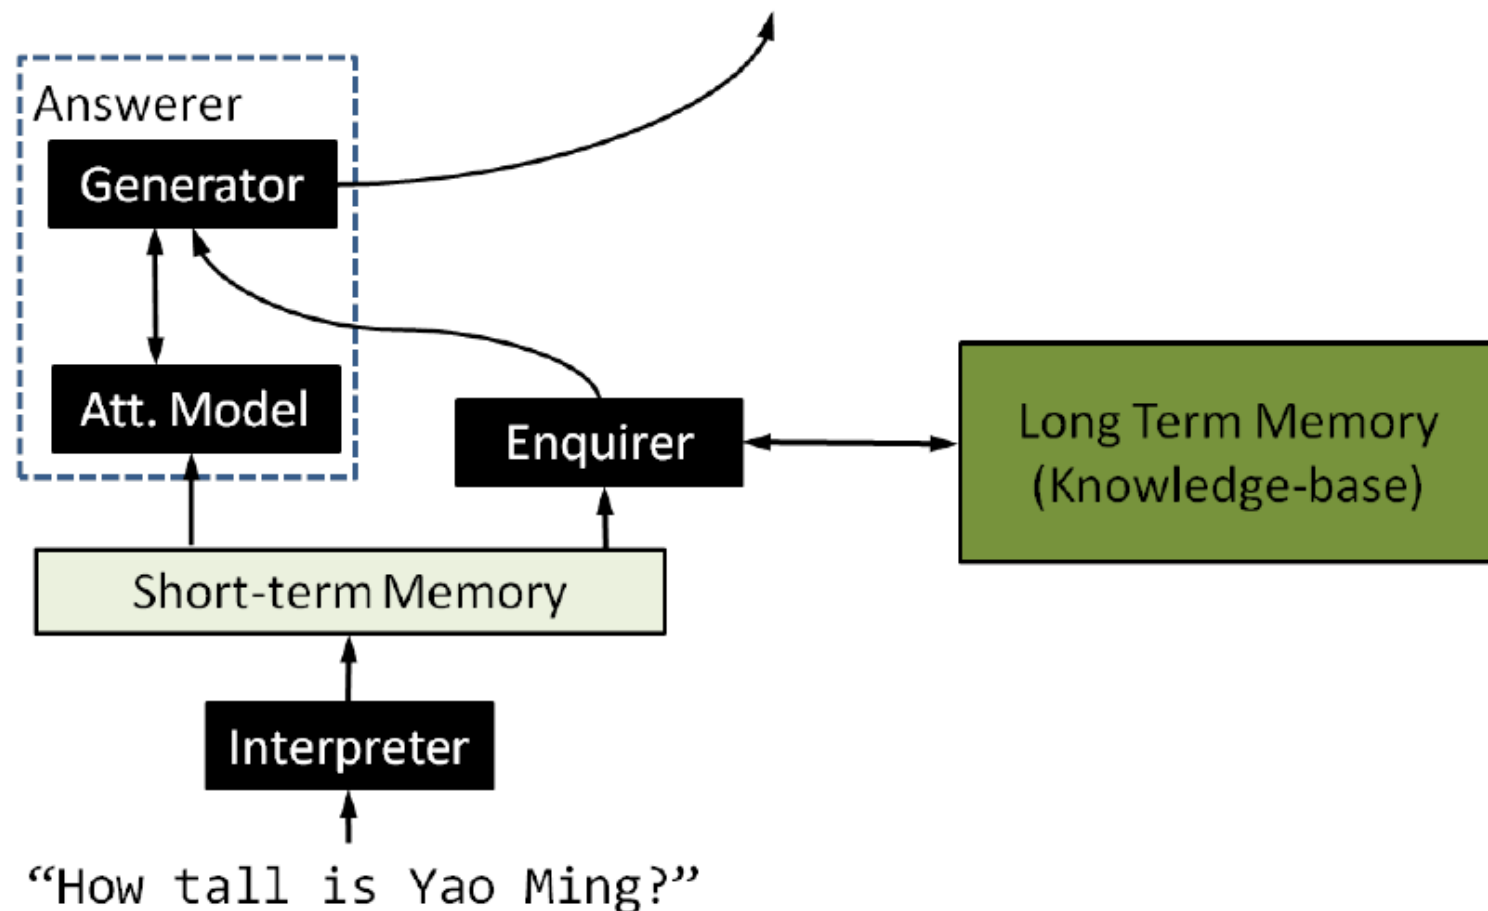 Answerer
Generator
Att. Model
Enquirer
Long Term Memory
(Knowledge-base)
Short-term Memory
Interpreter
“How tall is Yao Ming?”